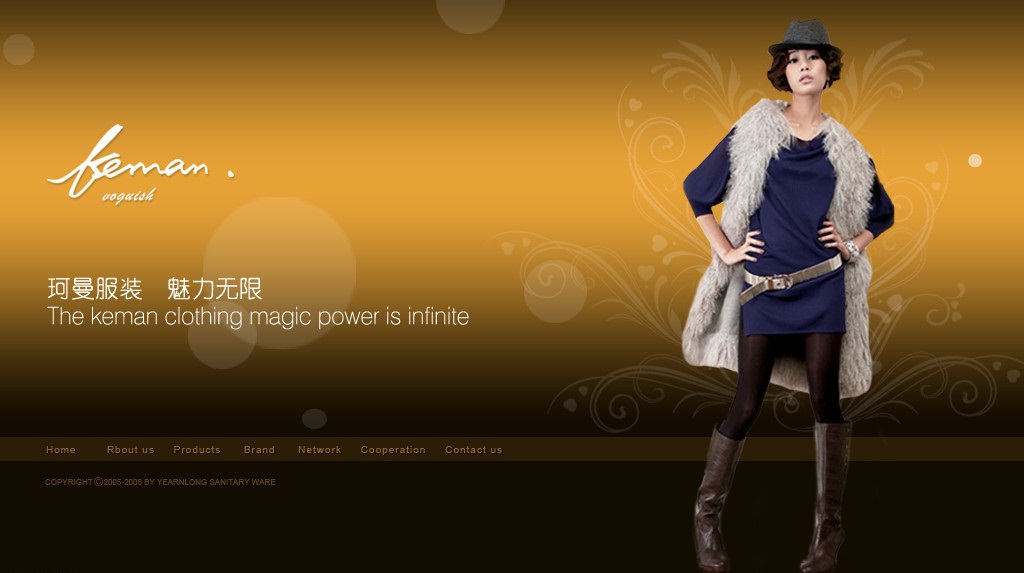 Keman.
voguish
珂曼服装 魅力无限
The keman clothing magic power is infinite
Home Rbout us Products Brand Network Cooperation Contact us
COPYRIGHT©2005-2008 BY YEARNLONG SANITARY WARE